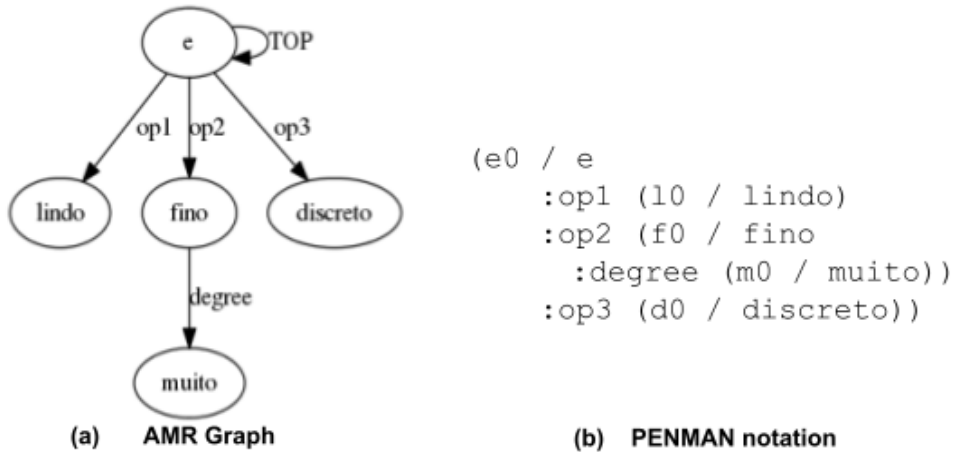 e
TOP
op1
op2
op3
lindo
fino
discreto
degree
muito
(a) AMR Graph
(e0 / e
:op1 (l0 / lindo)
:op2 (f0 / fino
:degree (m0 / muito))
:op3 (d0 / discreto))
(b) PENMAN notation